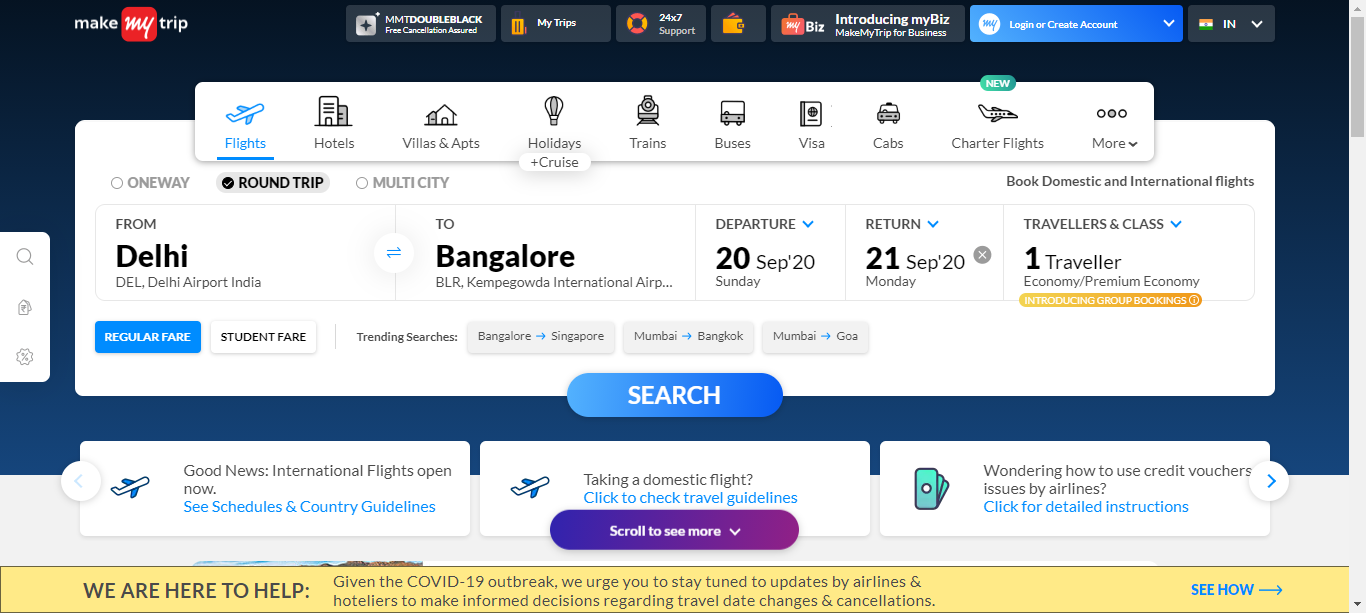 make my trip
MMTDOUBLEBLACK
Free Cancellation Assured
My Trips
24x7
Support
my Biz
Introducing myBiz
MakeMyTrip for Business
my
Login or Create Account
IN
NEW
Flights
Hotels
Villas & Apts
Holidays
+Cruise
Trains
Buses
Visa
Cabs
Charter Flights
More
ONEWAY
ROUND TRIP
MULTI CITY
Book Domestic and International flights
FROM
Delhi
DEL, Delhi Airport India
TO
Bangalore
BLR, Kempegowda International Airp...
DEPARTURE
20 Sep'20
Sunday
RETURN
21 Sep'20
Monday
TRAVELLERS & CLASS
1 Traveller
Economy/Premium Economy
INTRODUCING GROUP BOOKINGS
REGULAR FARE
STUDENT FARE
Trending Searches:
Bangalore → Singapore
Mumbai → Bangkok
Mumbai → Goa
SEARCH
Good News: International Flights open
now.
See Schedules & Country Guidelines
Taking a domestic flight?
Click to check travel guidelines
Wondering how to use credit vouchers
issues by airlines?
Click for detailed instructions
Scroll to see more
WE ARE HERE TO HELP:
Given the COVID-19 outbreak, we urge you to stay tuned to updates by airlines &
hoteliers to make informed decisions regarding travel date changes & cancellations.
SEE HOW →